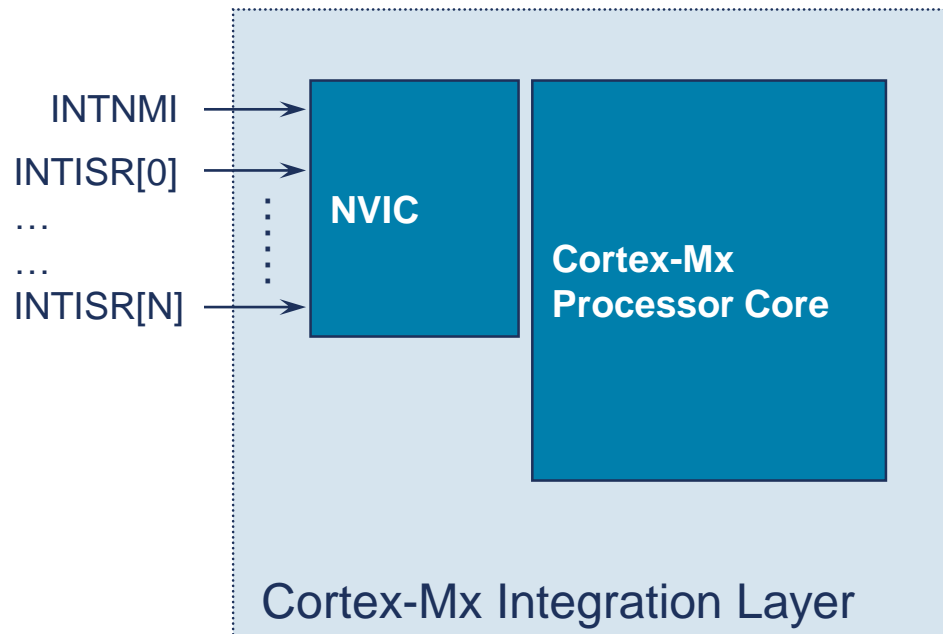 INTNMI
INTISR[0]
…
…
INTISR[N]
NVIC
Cortex-Mx
Processor Core
Cortex-Mx Integration Layer